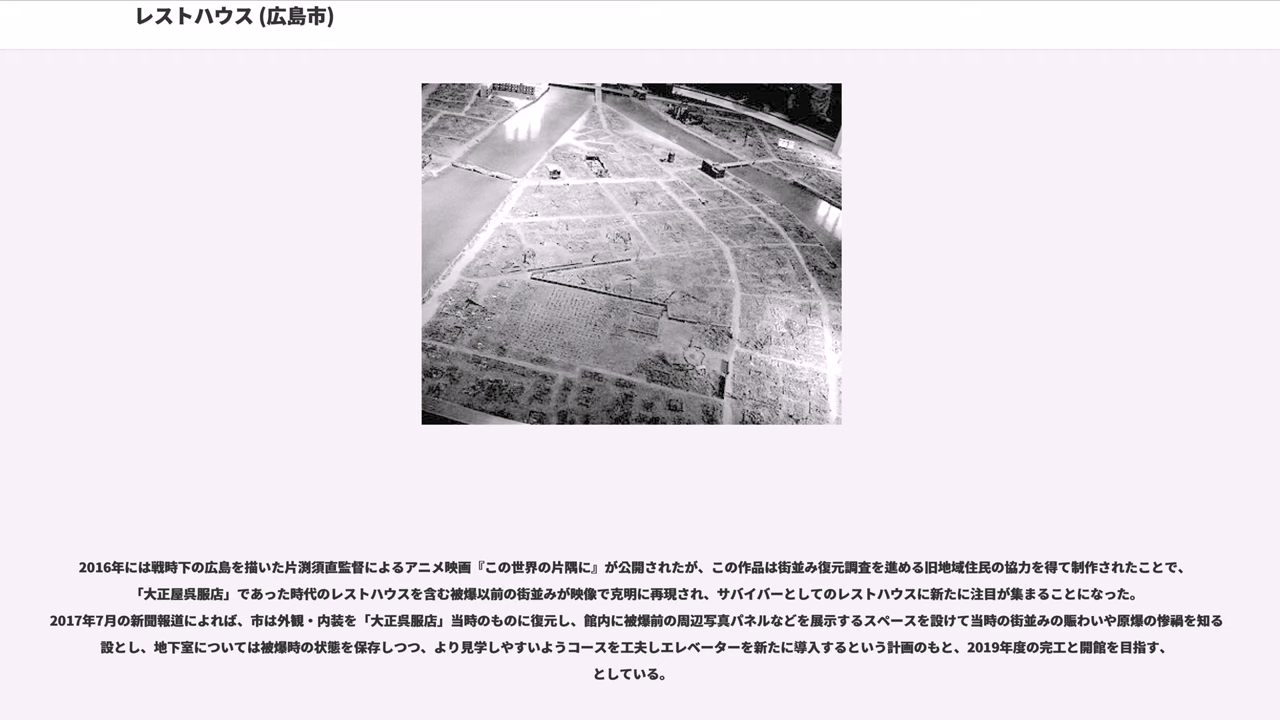 レストハウス (広島市)
2016年には戦時下の広島を描いた片渕須直監督によるアニメ映画『この世界の片隅に』が公開されたが、この作品は街並み復元調査を進める旧地域住民の協力を得て制作されたことで、
「大正屋呉服店」であった時代のレストハウスを含む被爆以前の街並みが映像で克明に再現され、サバイバーとしてのレストハウスに新たに注目が集まることになった。
2017年7月の新聞報道によれば、市は外観・内装を「大正呉服店」当時のものに復元し、館内に被爆前の周辺写真パネルなどを展示するスペースを設けて当時の街並みの賑わいや原爆の惨禍を知る
設とし、地下室については被爆時の状態を保存しつつ、より見学しやすいようコースを工夫しエレベーターを新たに導入するという計画のもと、2019年度の完工と開館を目指す、
としている。